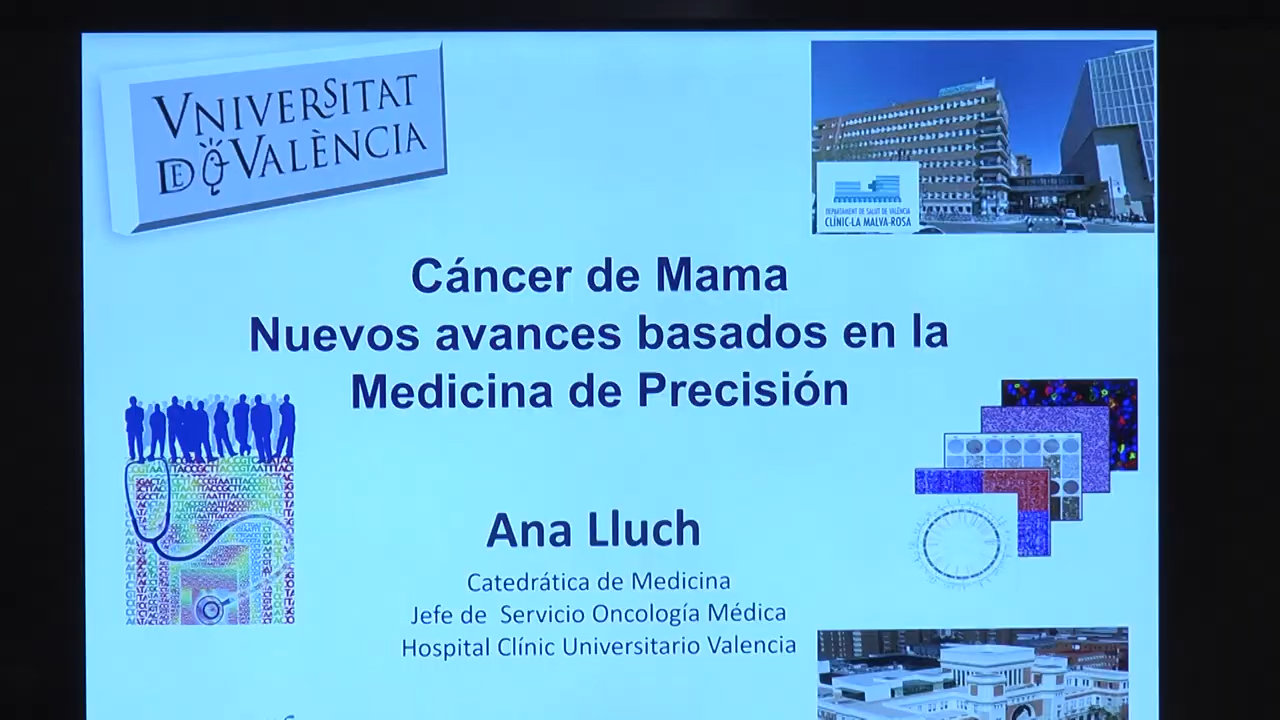 VNIVERSITAT
DE VALÈNCIA
DEPARTAMENT DE SALUT DE VALÈNCIA
CLÍNIC-LA MALVA-ROSA
Cáncer de Mama
Nuevos avances basados en la
Medicina de Precisión
Ana Lluch
Catedrática de Medicina
Jefe de Servicio Oncología Médica
Hospital Clínic Universitario Valencia